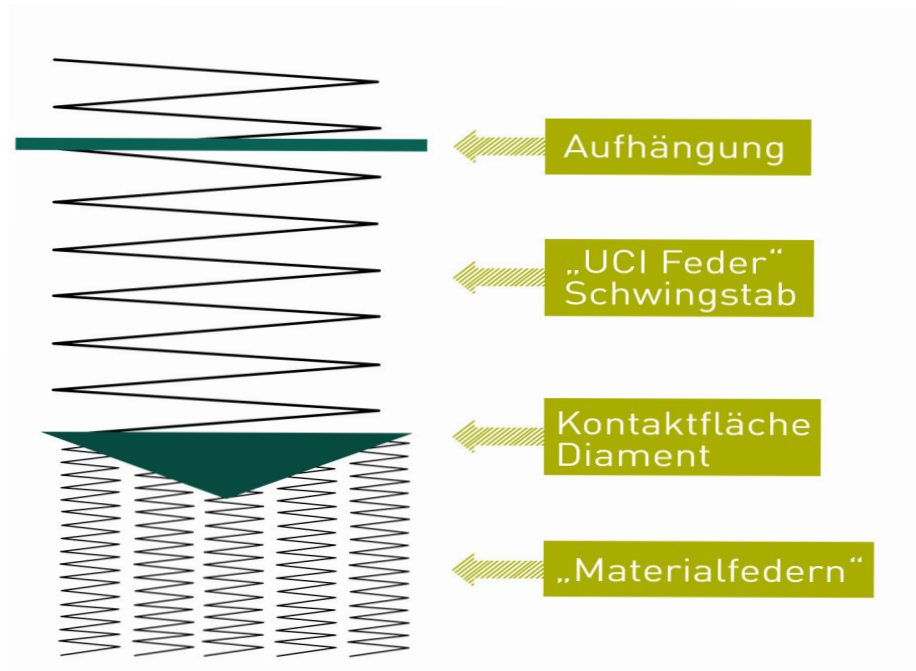 Aufhängung
„UCI Feder“
Schwingstab
Kontaktfläche
Diament
„Materialfedern“